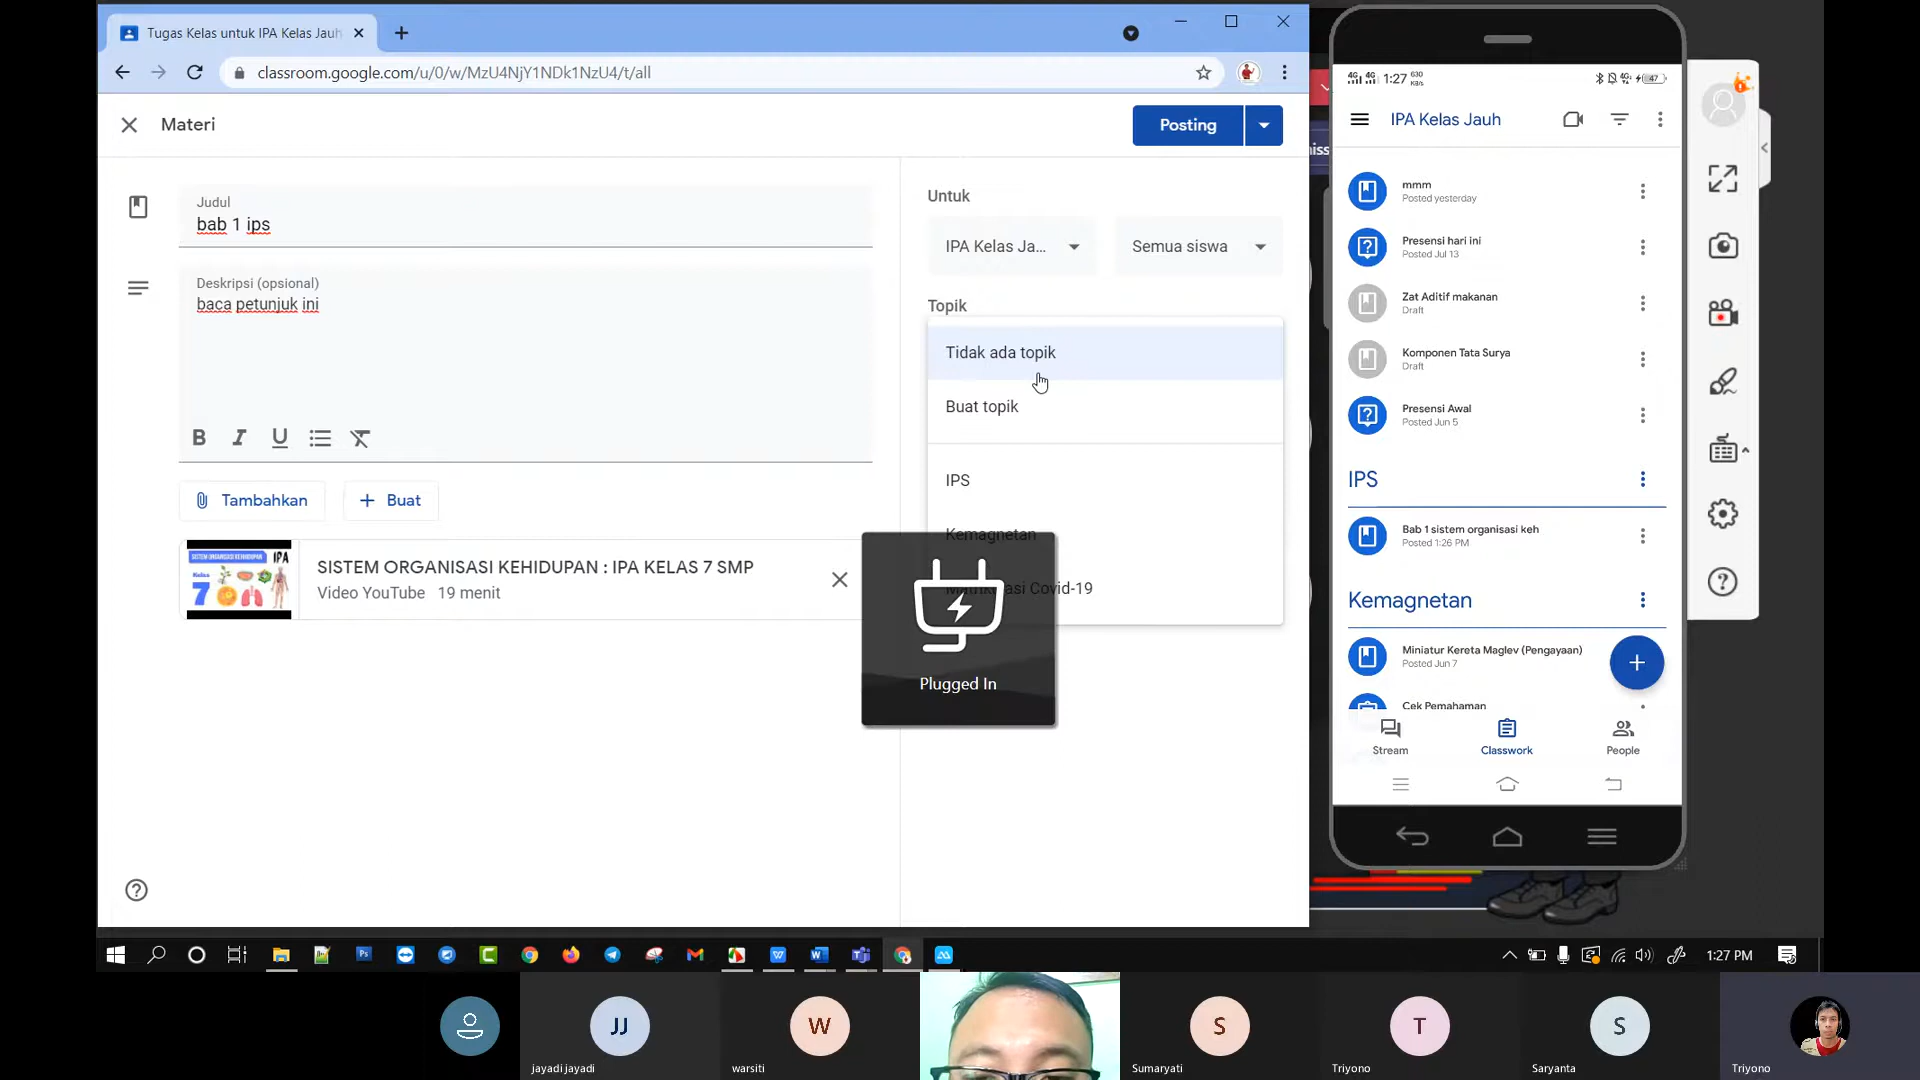 Tugas Kelas untuk IPA Kelas Jauh
classroom.google.com/u/0/w/MzU4NjY1NDk1NzU4/t/all
Materi
Posting
Judul
bab 1 ips
Deskripsi (opsional)
baca petunjuk ini
Tambahkan
Buat
SISTEM ORGANISASI KEHIDUPAN
IPA
Kelas
7
SISTEM ORGANISASI KEHIDUPAN : IPA KELAS 7 SMP
Video YouTube 19 menit
Untuk
IPA Kelas Ja...
Semua siswa
Topik
Tidak ada topik
Buat topik
IPS
Kemagnetan
Covid-19
Plugged In
1:27
IPA Kelas Jauh
mmm
Posted yesterday
Presensi hari ini
Posted Jul 13
Zat Aditif makanan
Draft
Komponen Tata Surya
Draft
Presensi Awal
Posted Jun 5
IPS
Bab 1 sistem organisasi keh
Posted 1:26 PM
Kemagnetan
Miniatur Kereta Maglev (Pengayaan)
Posted Jun 7
Cek Pemahaman
Stream
Classwork
People
1:27 PM
JJ
jayadi jayadi
W
warsiti
S
Sumaryati
T
Triyono
S
Saryanta
Triyono